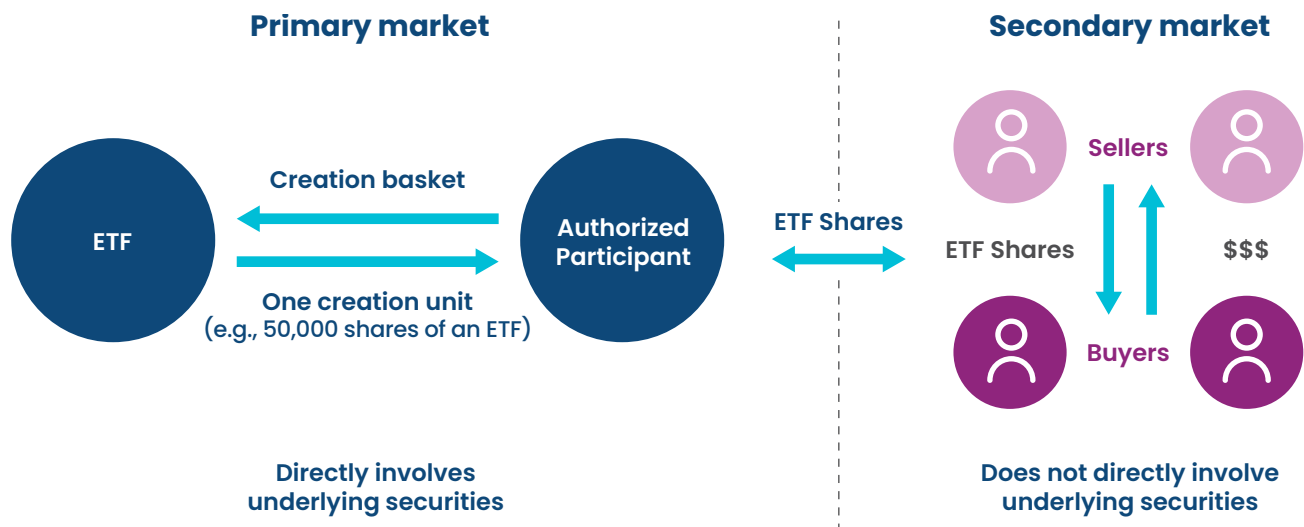 Primary market
Secondary market
ETF
Creation basket
Authorized
Participant
One creation unit
(e.g., 50,000 shares of an ETF)
ETF Shares
Sellers
ETF Shares
$$$
Buyers
Directly involves
underlying securities
Does not directly involve
underlying securities